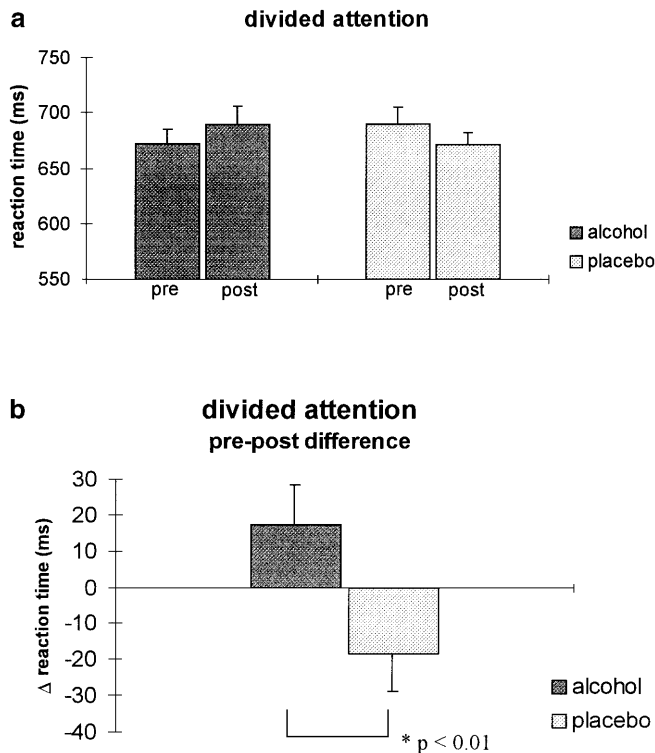 a
divided attention
reaction time (ms)
750
700
650
600
550
pre
post
pre
post
alcohol
placebo
b
divided attention
pre-post difference
Δ reaction time (ms)
30
20
10
0
-10
-20
-30
-40
* p < 0.01
alcohol
placebo